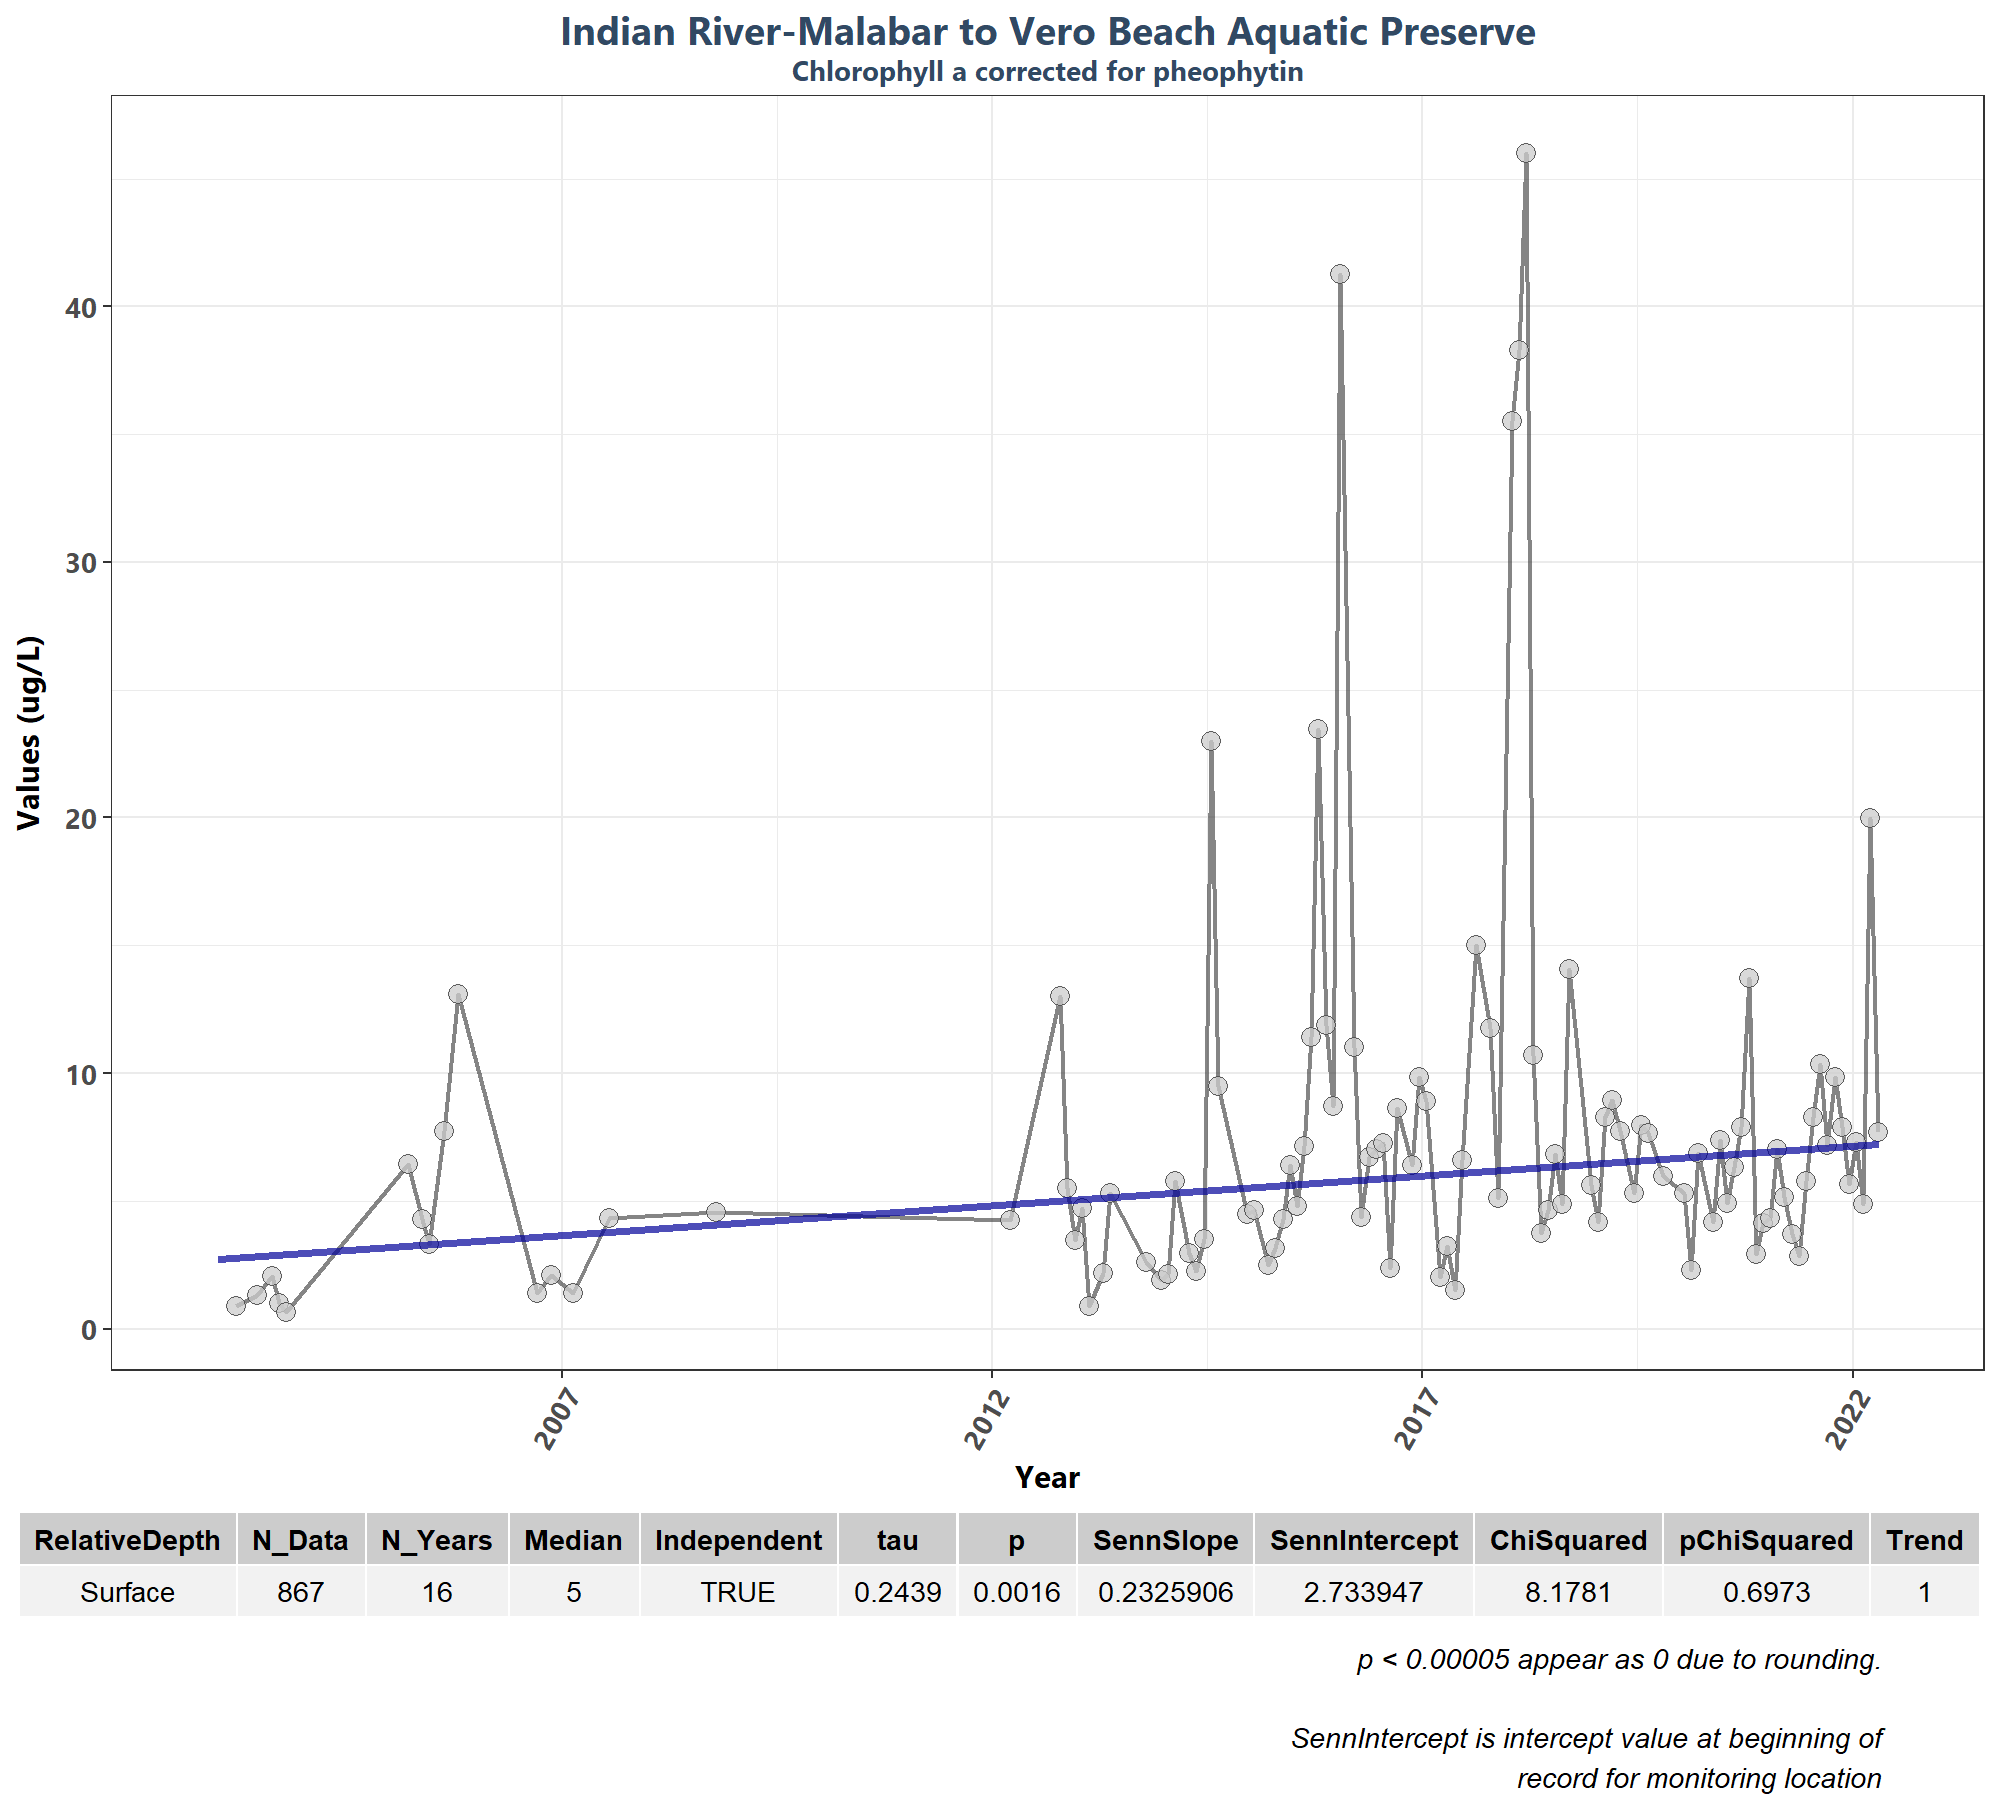 Indian River-Malabar to Vero Beach Aquatic Preserve
Chlorophyll a corrected for pheophytin
Values (ug/L)
40
30
20
10
0
2007
2012
2017
2022
Year
RelativeDepth N_Data N_Years Median Independent tau p SennSlope SennIntercept ChiSquared pChiSquared Trend
Surface 867 16 5 TRUE 0.2439 0.0016 0.2325906 2.733947 8.1781 0.6973 1
p < 0.00005 appear as 0 due to rounding.
SennIntercept is intercept value at beginning of
record for monitoring location